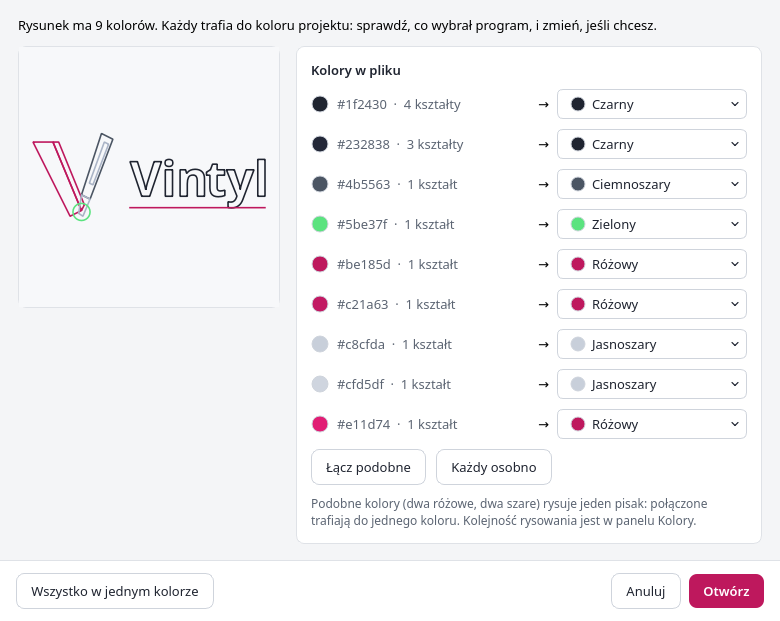 Rysunek ma 9 kolorów. Każdy trafia do koloru projektu: sprawdź, co wybrał program, i zmień, jeśli chcesz.
Vintyl
Kolory w pliku
#1f2430 · 4 kształty → Czarny
#232838 · 3 kształty → Czarny
#4b5563 · 1 kształt → Ciemnoszary
#5be37f · 1 kształt → Zielony
#be185d · 1 kształt → Różowy
#c21a63 · 1 kształt → Różowy
#c8cfda · 1 kształt → Jasnoszary
#cfd5df · 1 kształt → Jasnoszary
#e11d74 · 1 kształt → Różowy
Łącz podobne
Każdy osobno
Podobne kolory (dwa różowe, dwa szare) rysuje jeden pisak: połączone
trafiają do jednego koloru. Kolejność rysowania jest w panelu Kolory.
Wszystko w jednym kolorze
Anuluj
Otwórz